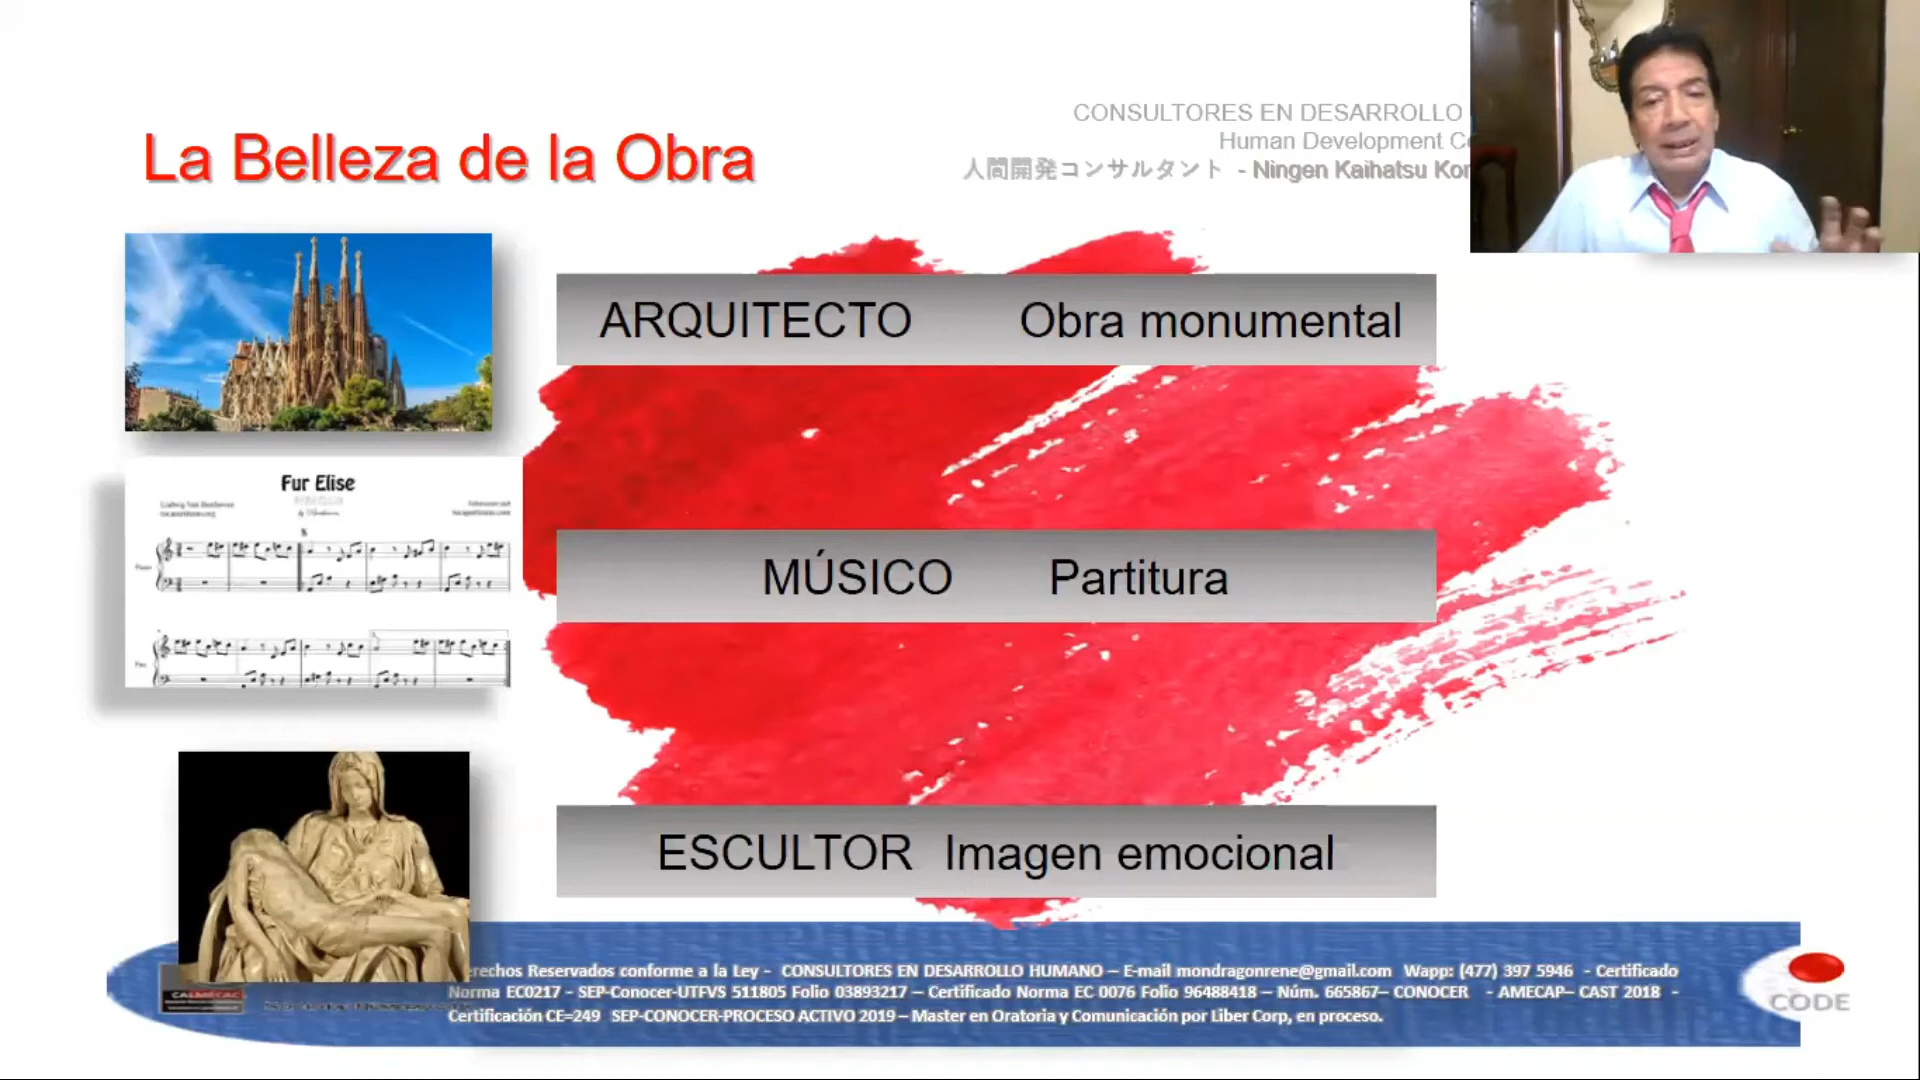 CONSULTORES EN DESARROLLO
Human Development
人間開発コンサルタント - Ningen Kaihatsu
La Belleza de la Obra
ARQUITECTO Obra monumental
Fur Elise
Ludwig Van Beethoven
MÚSICO Partitura
ESCULTOR Imagen emocional
Reservados conforme a la Ley - CONSULTORES EN DESARROLLO HUMANO – E-mail mondragonrene@gmail.com Wapp: (477) 397 5946 - Certificado
Norma EC0217 - SEP-Conocer-UTFVS 511805 Folio 03893217 – Certificado Norma EC 0076 Folio 96488418 – Núm. 665867– CONOCER - AMECAP– CAST 2018 -
Certificación CE=249 SEP-CONOCER-PROCESO ACTIVO 2019 – Master en Oratoria y Comunicación por Liber Corp, en proceso.
CALMECAC
CODE